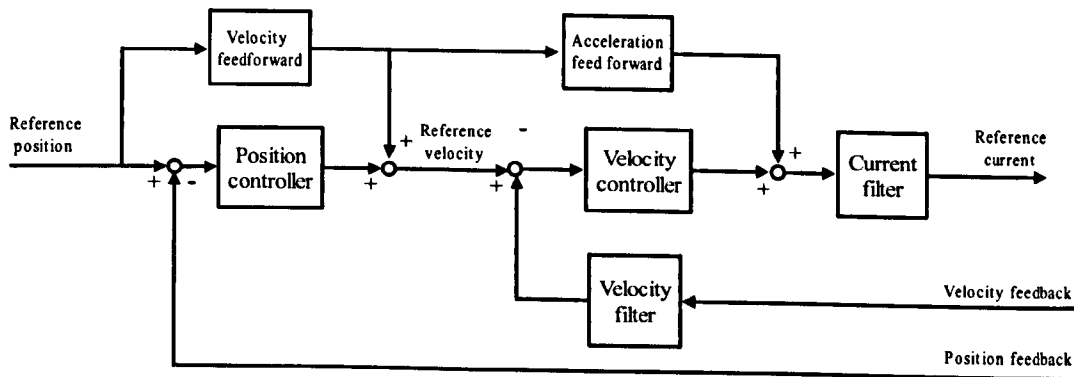 Velocity
feedforward
Acceleration
feed forward
Reference
position
+
-
Position
controller
+
+
Reference
velocity
-
+
Velocity
controller
+
+
Current
filter
Reference
current
Velocity
filter
Velocity feedback
Position feedback